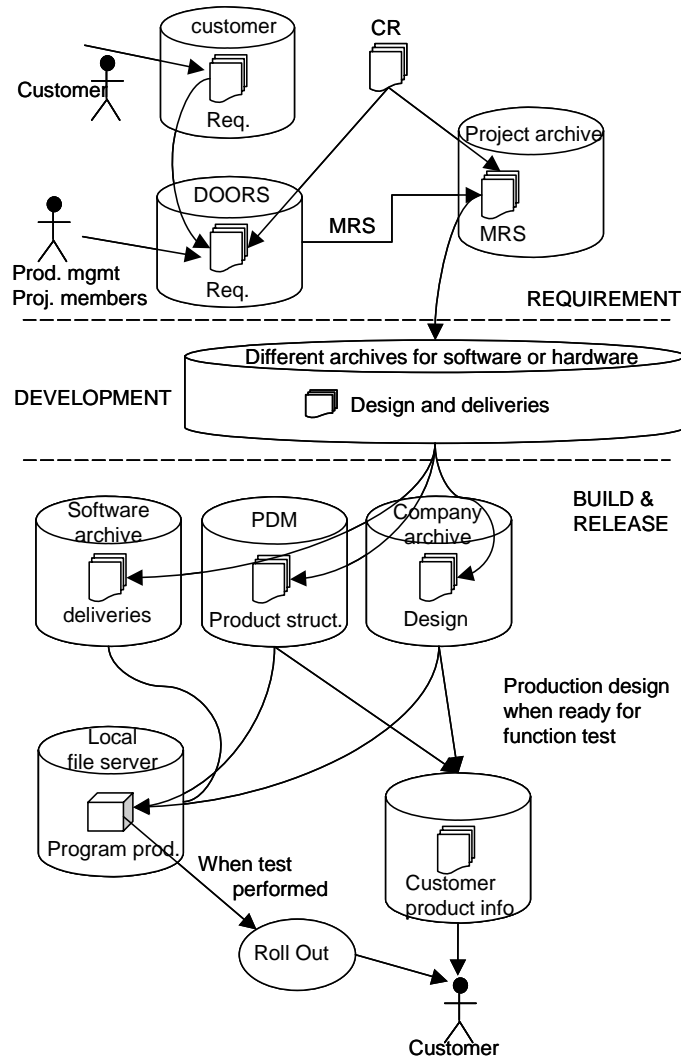 customer
CR
Customer
Req.
Project archive
DOORS
MRS
MRS
Prod. mgmt
Proj. members
Req.
REQUIREMENT
Different archives for software or hardware
DEVELOPMENT
Design and deliveries
BUILD &
RELEASE
Software
archive
PDM
Company
archive
deliveries
Product struct.
Design
Production design
when ready for
function test
Local
file server
Program prod.
When test
performed
Customer
product info
Roll Out
Customer